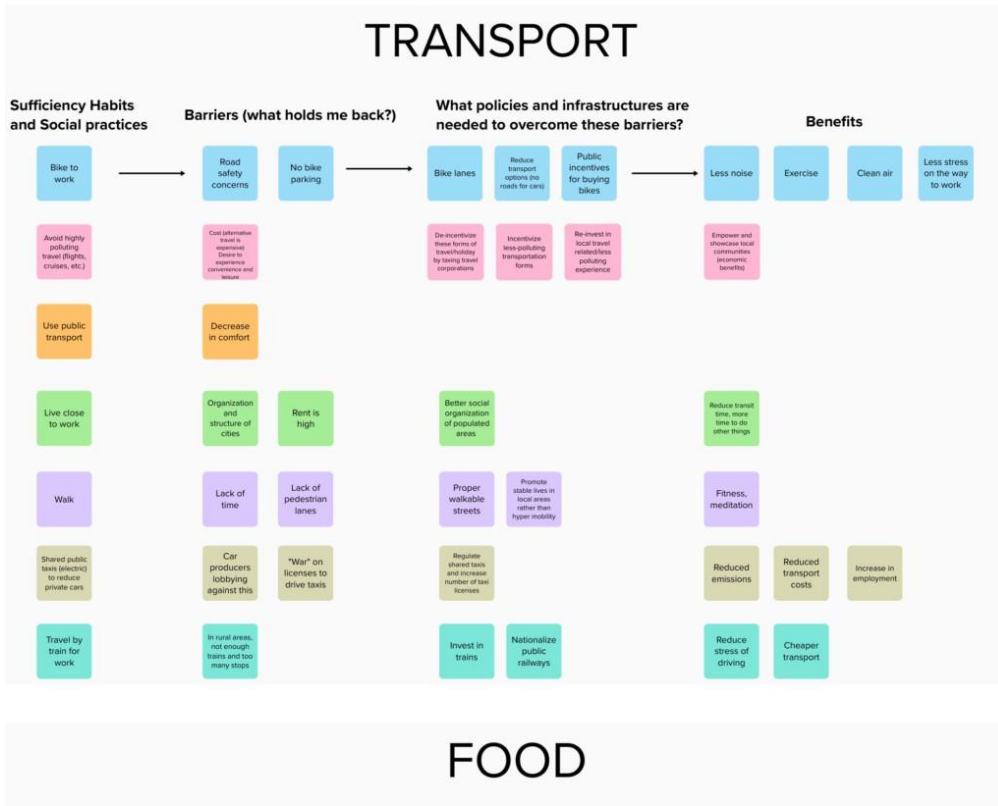 TRANSPORT
Sufficiency Habits
and Social practices
Barriers (what holds me back?)
What policies and infrastructures are
needed to overcome these barriers?
Benefits
Bike to
work
Road
safety
concerns
No bike
parking
Bike lanes
Reduce
transport
options (no
roads for cars)
Public
incentives
for buying
bikes
Less noise
Exercise
Clean air
Less stress
on the way
to work
Avoid highly
polluting
travel (flights,
cruises, etc.)
Cost (alternative
travel is
expensive)
Desire to
experience
convenience and
leisure
De-incentivize
these forms of
travel/holiday
by taxing travel
corporations
Incentivize
less-polluting
transportation
forms
Re-invest in
local travel
related/less
polluting
experience
Empower and
showcase local
communities
(economic
benefits)
Use public
transport
Decrease
in comfort
Live close
to work
Organization
and
structure of
cities
Rent is
high
Better social
organization
of populated
areas
Reduce transit
time, more
time to do
other things
Walk
Lack of
time
Lack of
pedestrian
lanes
Proper
walkable
streets
Promote
stable lives in
local areas
rather than
hyper mobility
Fitness,
meditation
Shared public
taxis (electric)
to reduce
private cars
Car
producers
lobbying
against this
"War" on
licenses to
drive taxis
Regulate
shared taxis
and increase
number of taxi
licenses
Reduced
emissions
Reduced
transport
costs
Increase in
employment
Travel by
train for
work
In rural areas,
not enough
trains and too
many stops
Invest in
trains
Nationalize
public
railways
Reduce
stress of
driving
Cheaper
transport
FOOD